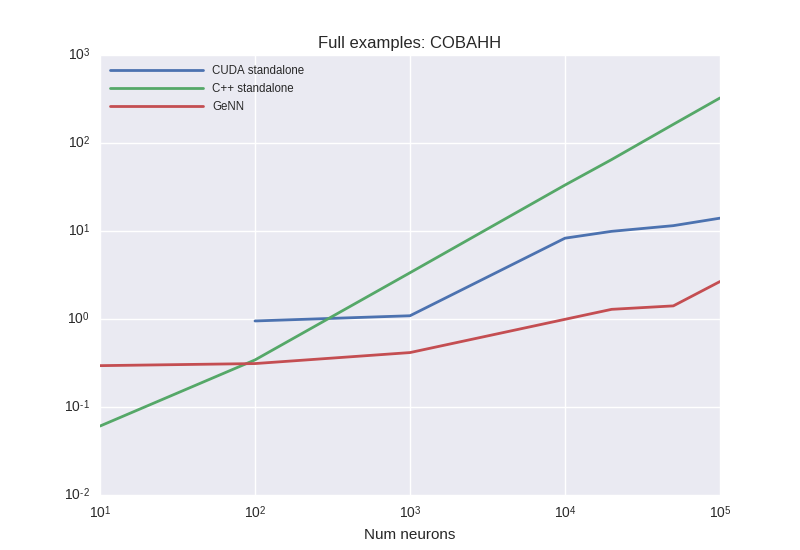 Full examples: COBAHH
10³
CUDA standalone
C++ standalone
GeNN
10²
10¹
10⁰
10⁻¹
10⁻²
10¹ 10² 10³ 10⁴ 10⁵
Num neurons